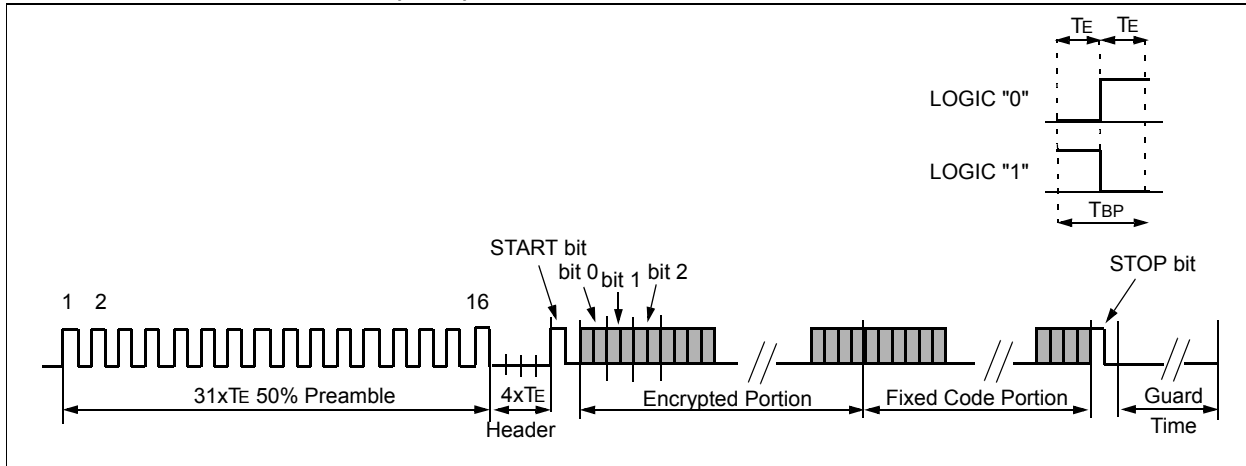 TE TE
LOGIC "0"
LOGIC "1"
TBP
START bit
bit 0 bit 1 bit 2
STOP bit
1 2 16
31xTE 50% Preamble
4xTE
Header
Encrypted Portion
Fixed Code Portion
Guard
Time